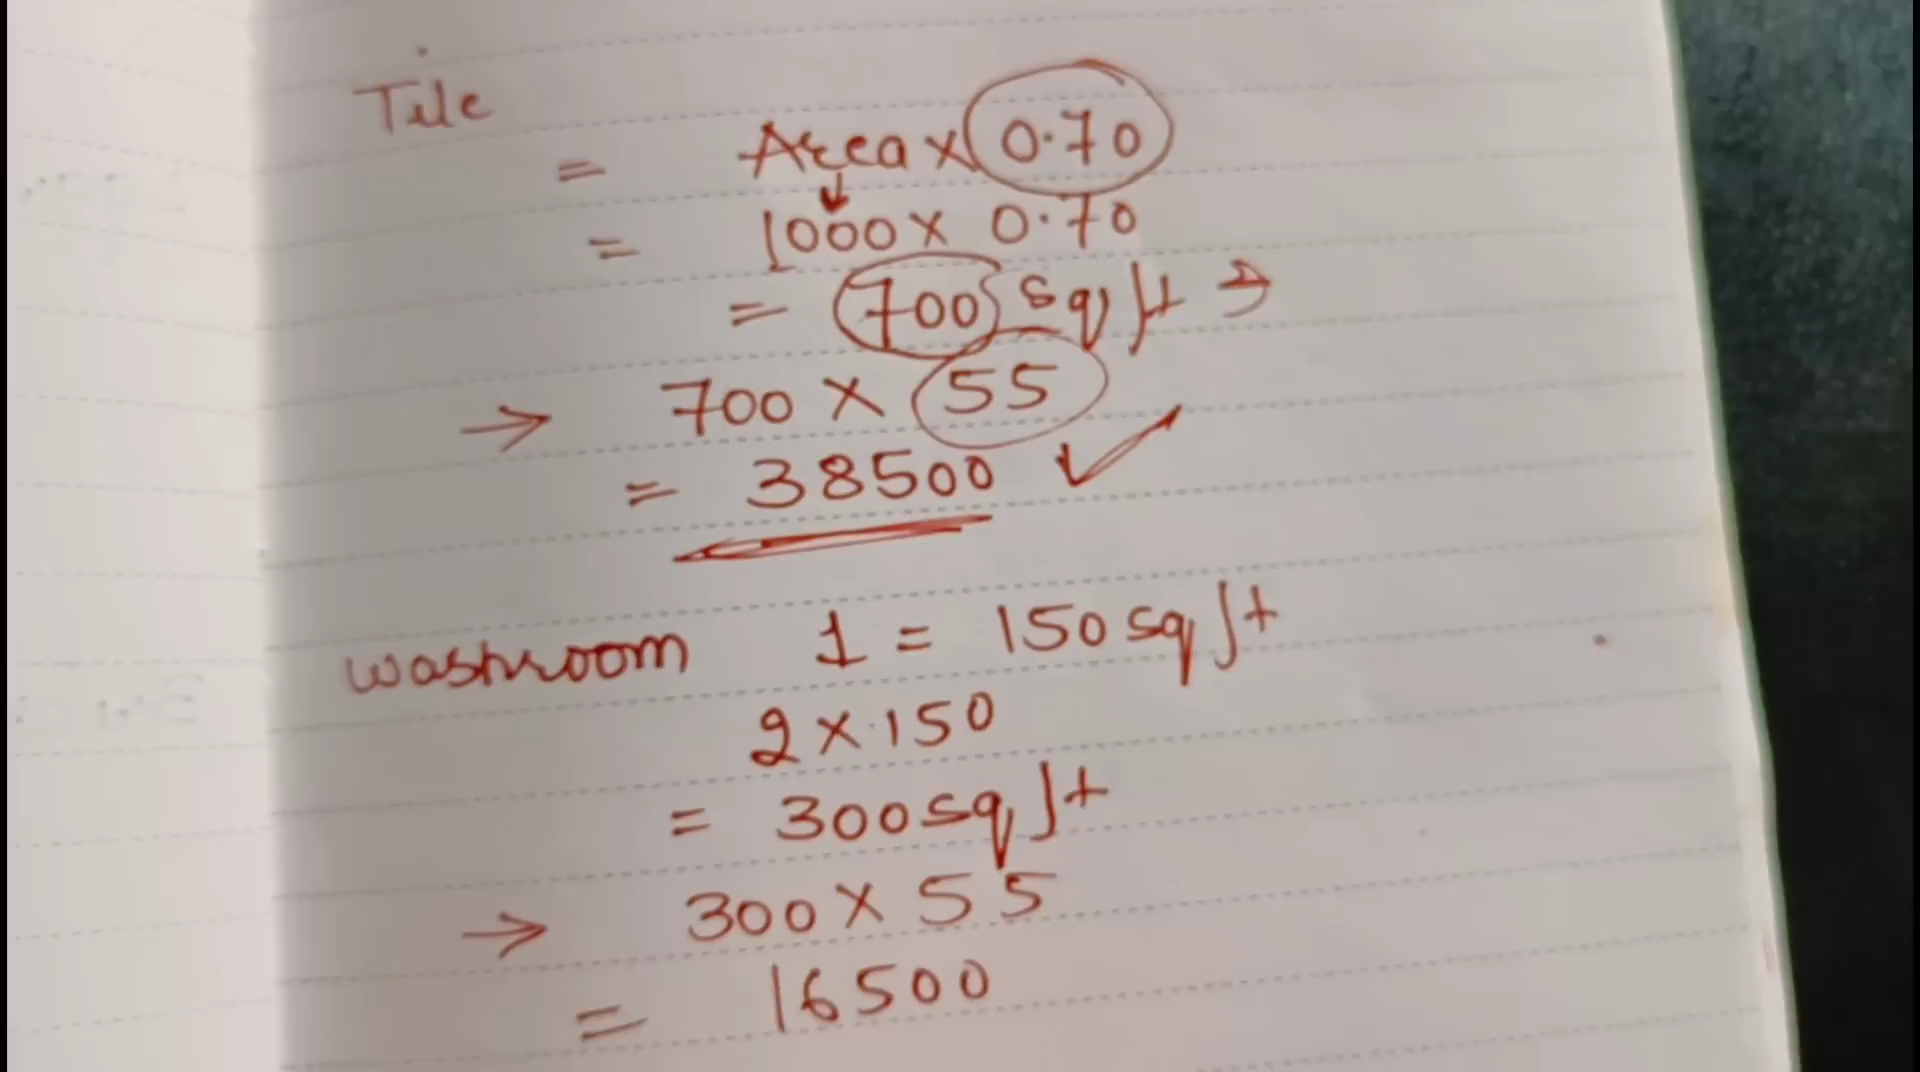 Tile
= Area × 0.70
= 1000 × 0.70
= 700 sq ft →
→ 700 × 55
= 38500 ✓
washroom 1 = 150 sq ft
2 × 150
= 300 sq ft
→ 300 × 55
= 16500